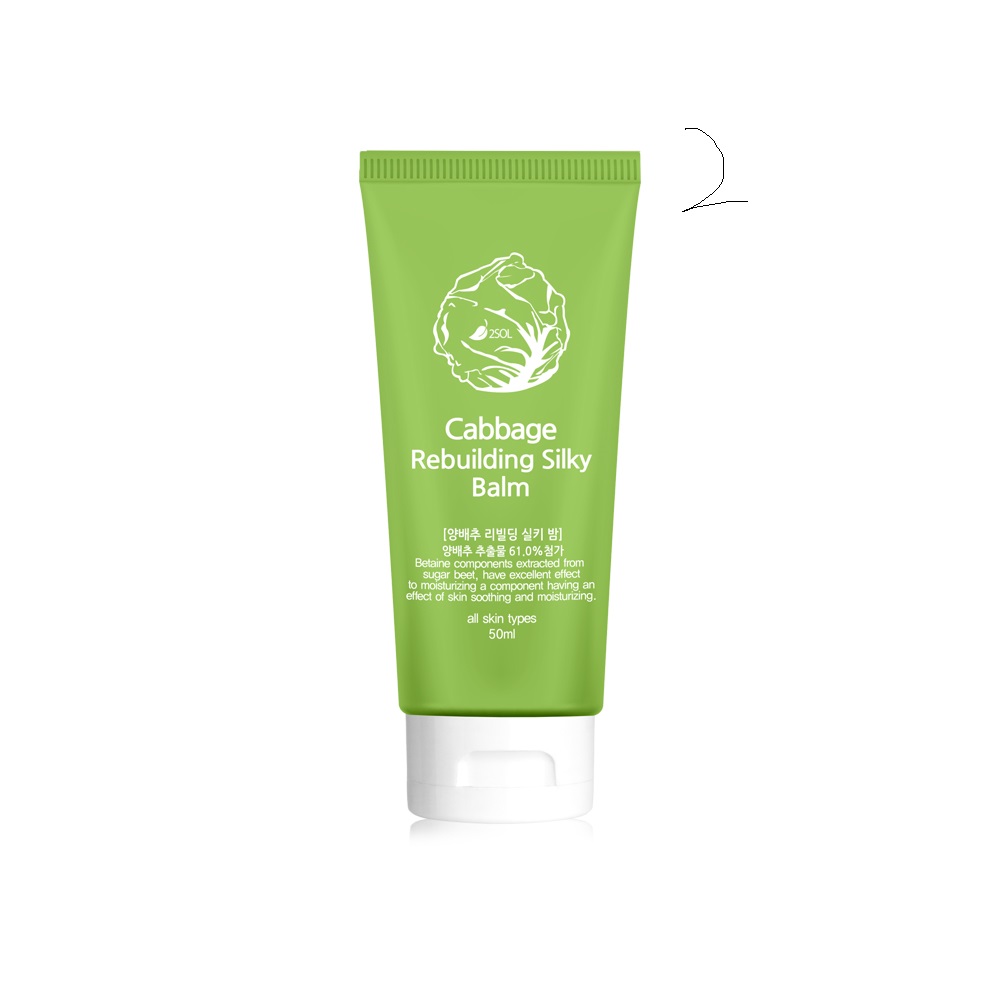 2
2SOL
Cabbage
Rebuilding Silky
Balm
[양배추 리빌딩 실키 밤]
양배추 추출물 61.0%첨가
Betaine components extracted from
sugar beet, have excellent effect
to moisturizing a component having an
effect of skin soothing and moisturizing.
all skin types
50ml